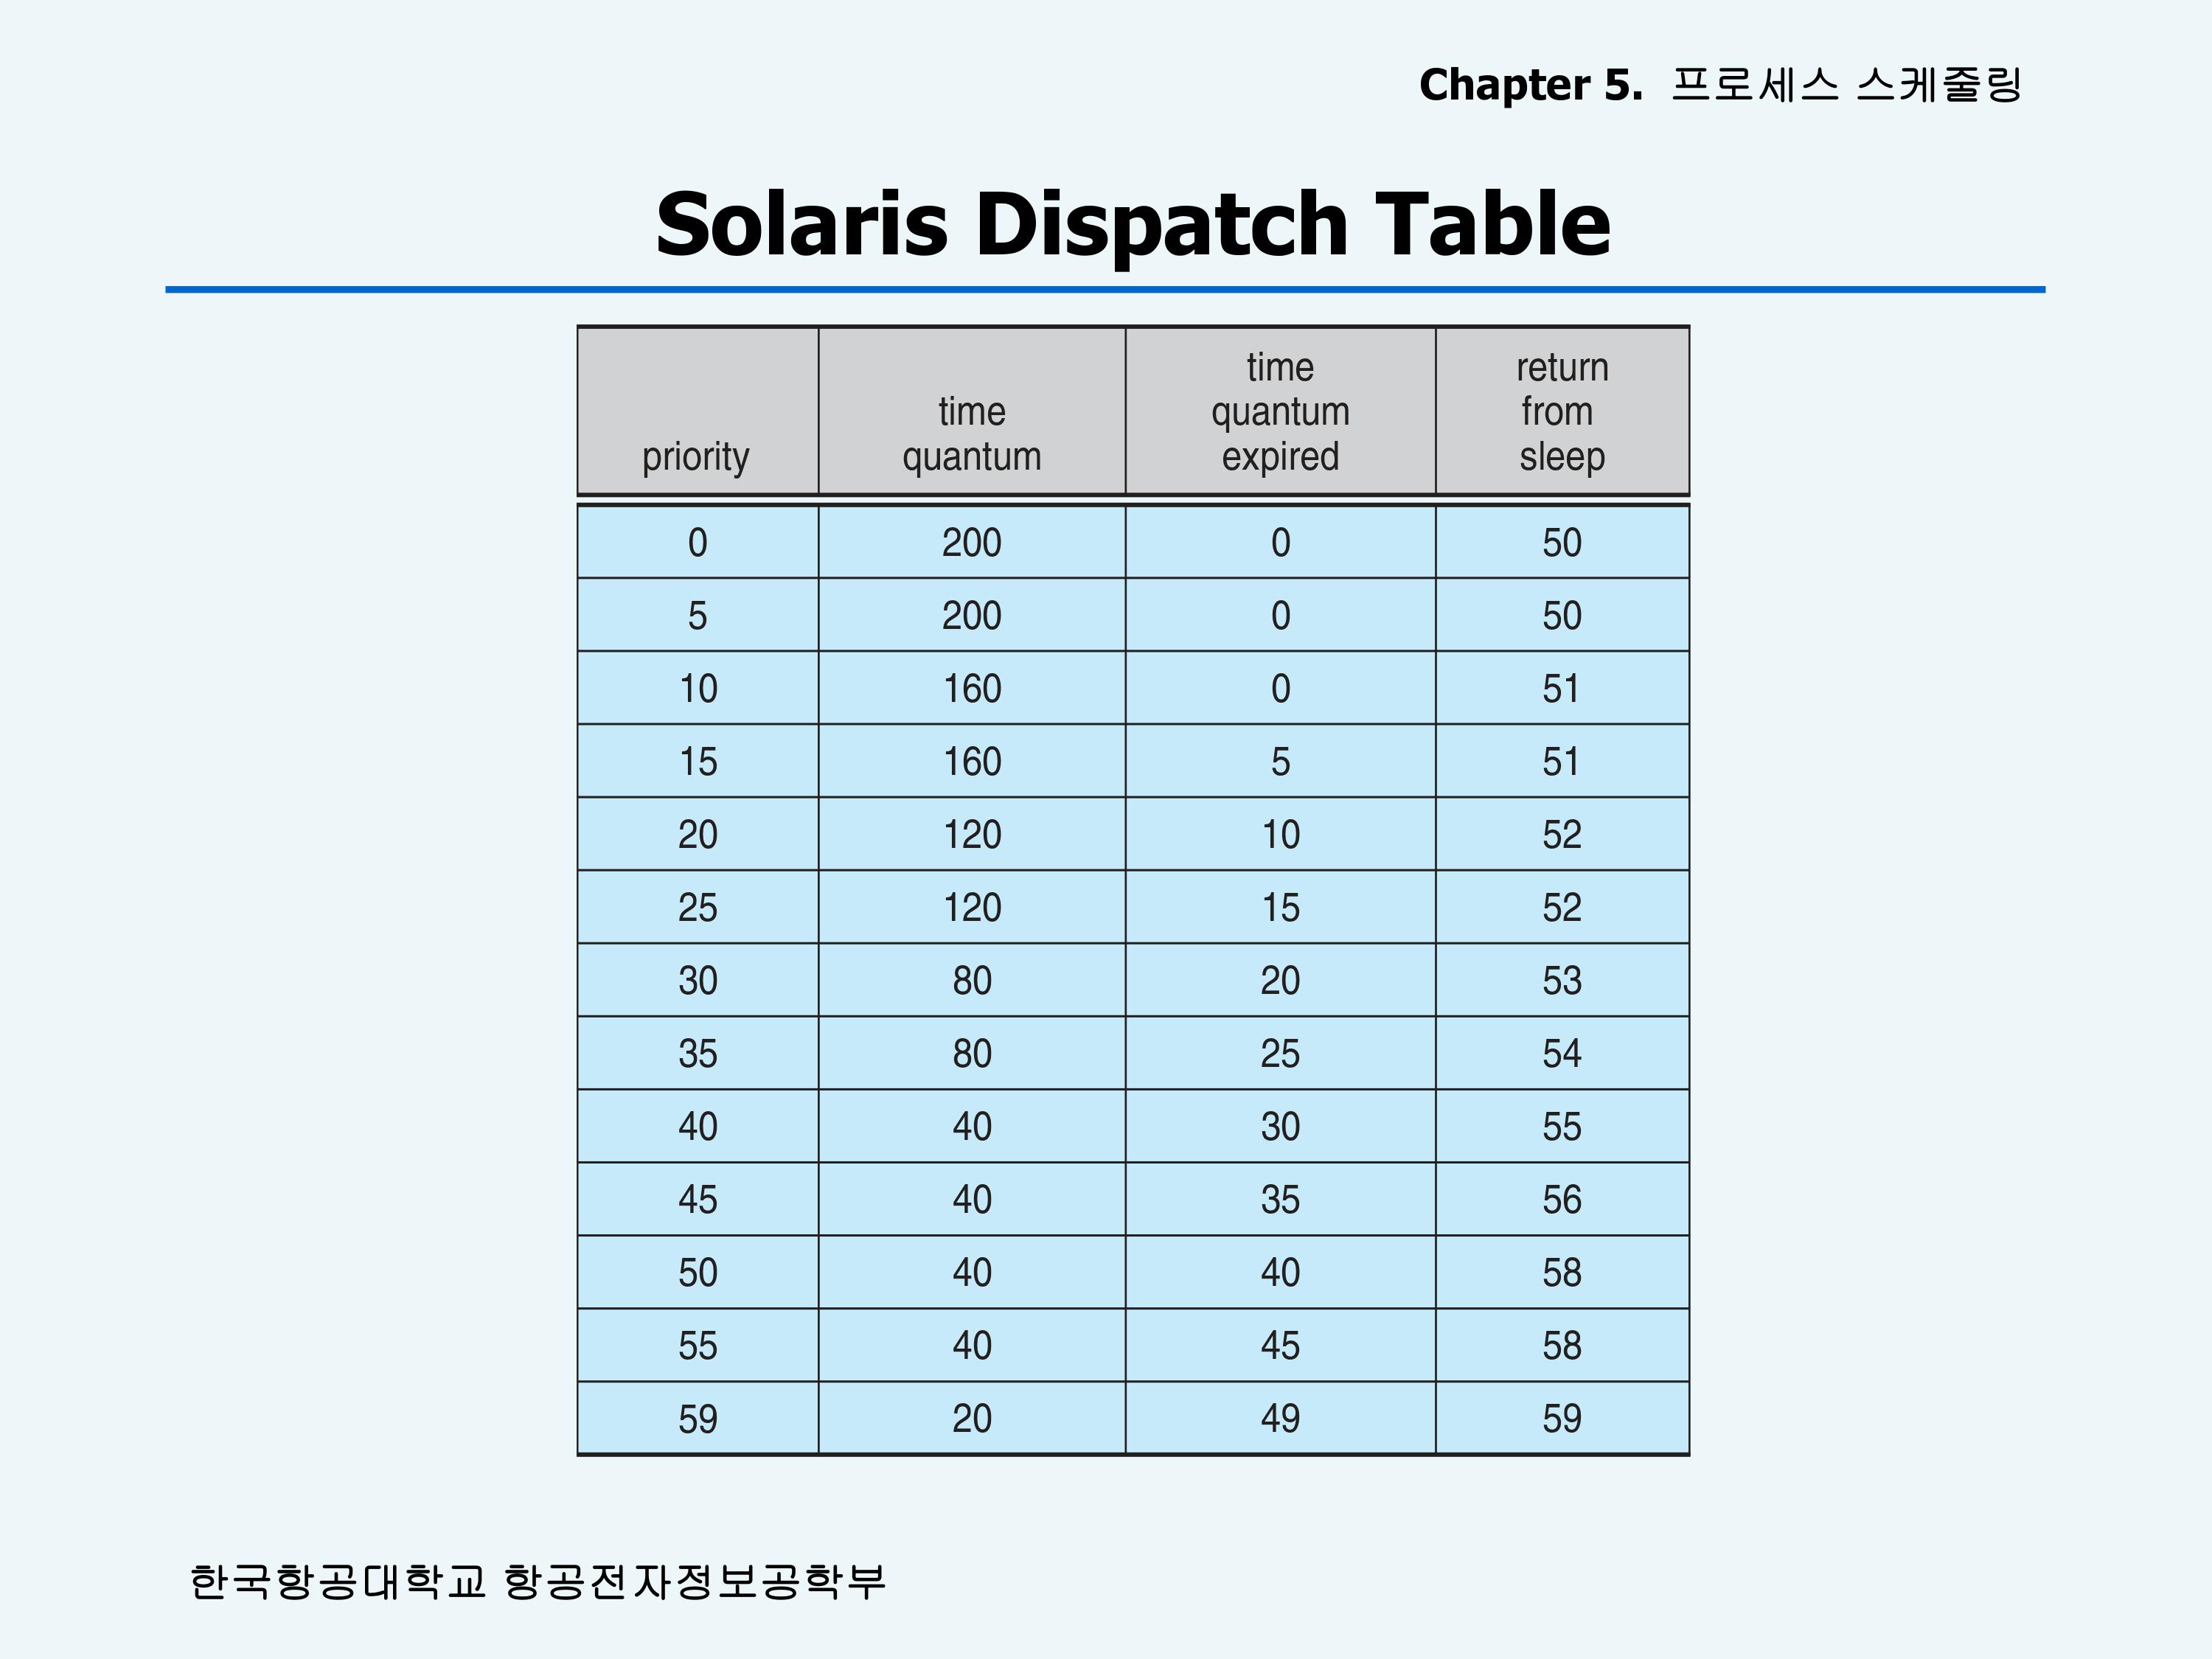 Chapter 5. 프로세스 스케줄링
Solaris Dispatch Table
priority time quantum time quantum expired return from sleep
0 200 0 50
5 200 0 50
10 160 0 51
15 160 5 51
20 120 10 52
25 120 15 52
30 80 20 53
35 80 25 54
40 40 30 55
45 40 35 56
50 40 40 58
55 40 45 58
59 20 49 59
한국항공대학교 항공전자정보공학부